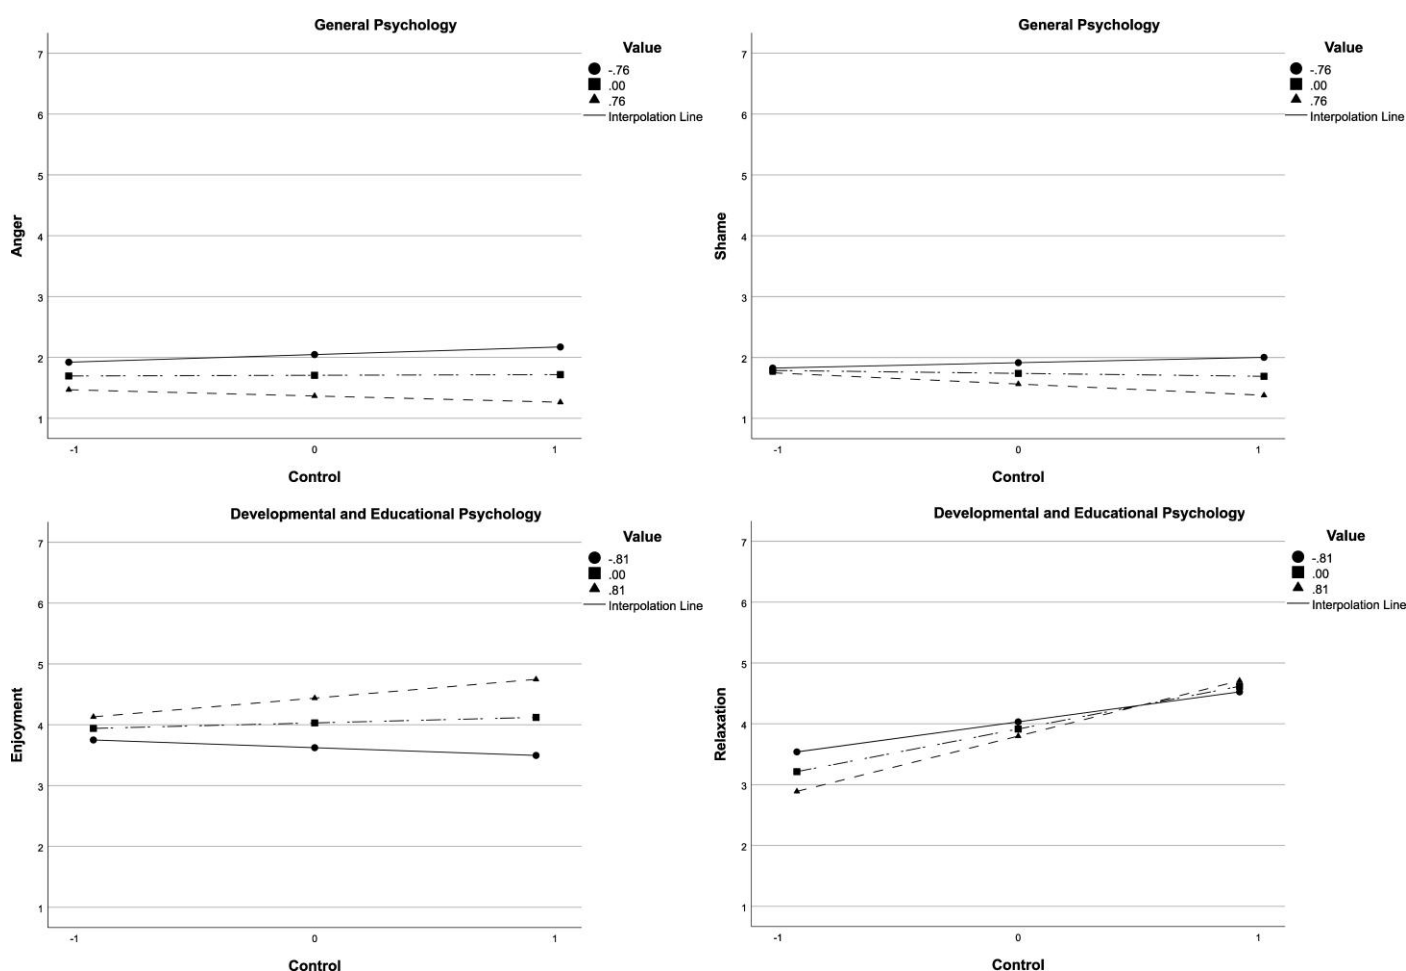 General Psychology
Value
-.76
.00
.76
Interpolation Line
7
6
5
4
3
2
1
Anger
-1
0
1
Control
General Psychology
Value
-.76
.00
.76
Interpolation Line
7
6
5
4
3
2
1
Shame
-1
0
1
Control
Developmental and Educational Psychology
Value
-.81
.00
.81
Interpolation Line
7
6
5
4
3
2
1
Enjoyment
-1
0
1
Control
Developmental and Educational Psychology
Value
-.81
.00
.81
Interpolation Line
7
6
5
4
3
2
1
Relaxation
-1
0
1
Control